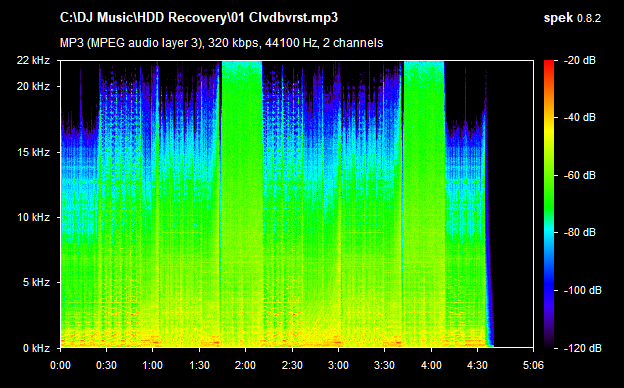 C:\DJ Music\HDD Recovery\01 Clvdbvrst.mp3
spek 0.8.2
MP3 (MPEG audio layer 3), 320 kbps, 44100 Hz, 2 channels
22 kHz
20 kHz
15 kHz
10 kHz
5 kHz
0 kHz
-20 dB
-40 dB
-60 dB
-80 dB
-100 dB
-120 dB
0:00 0:30 1:00 1:30 2:00 2:30 3:00 3:30 4:00 4:30 5:06